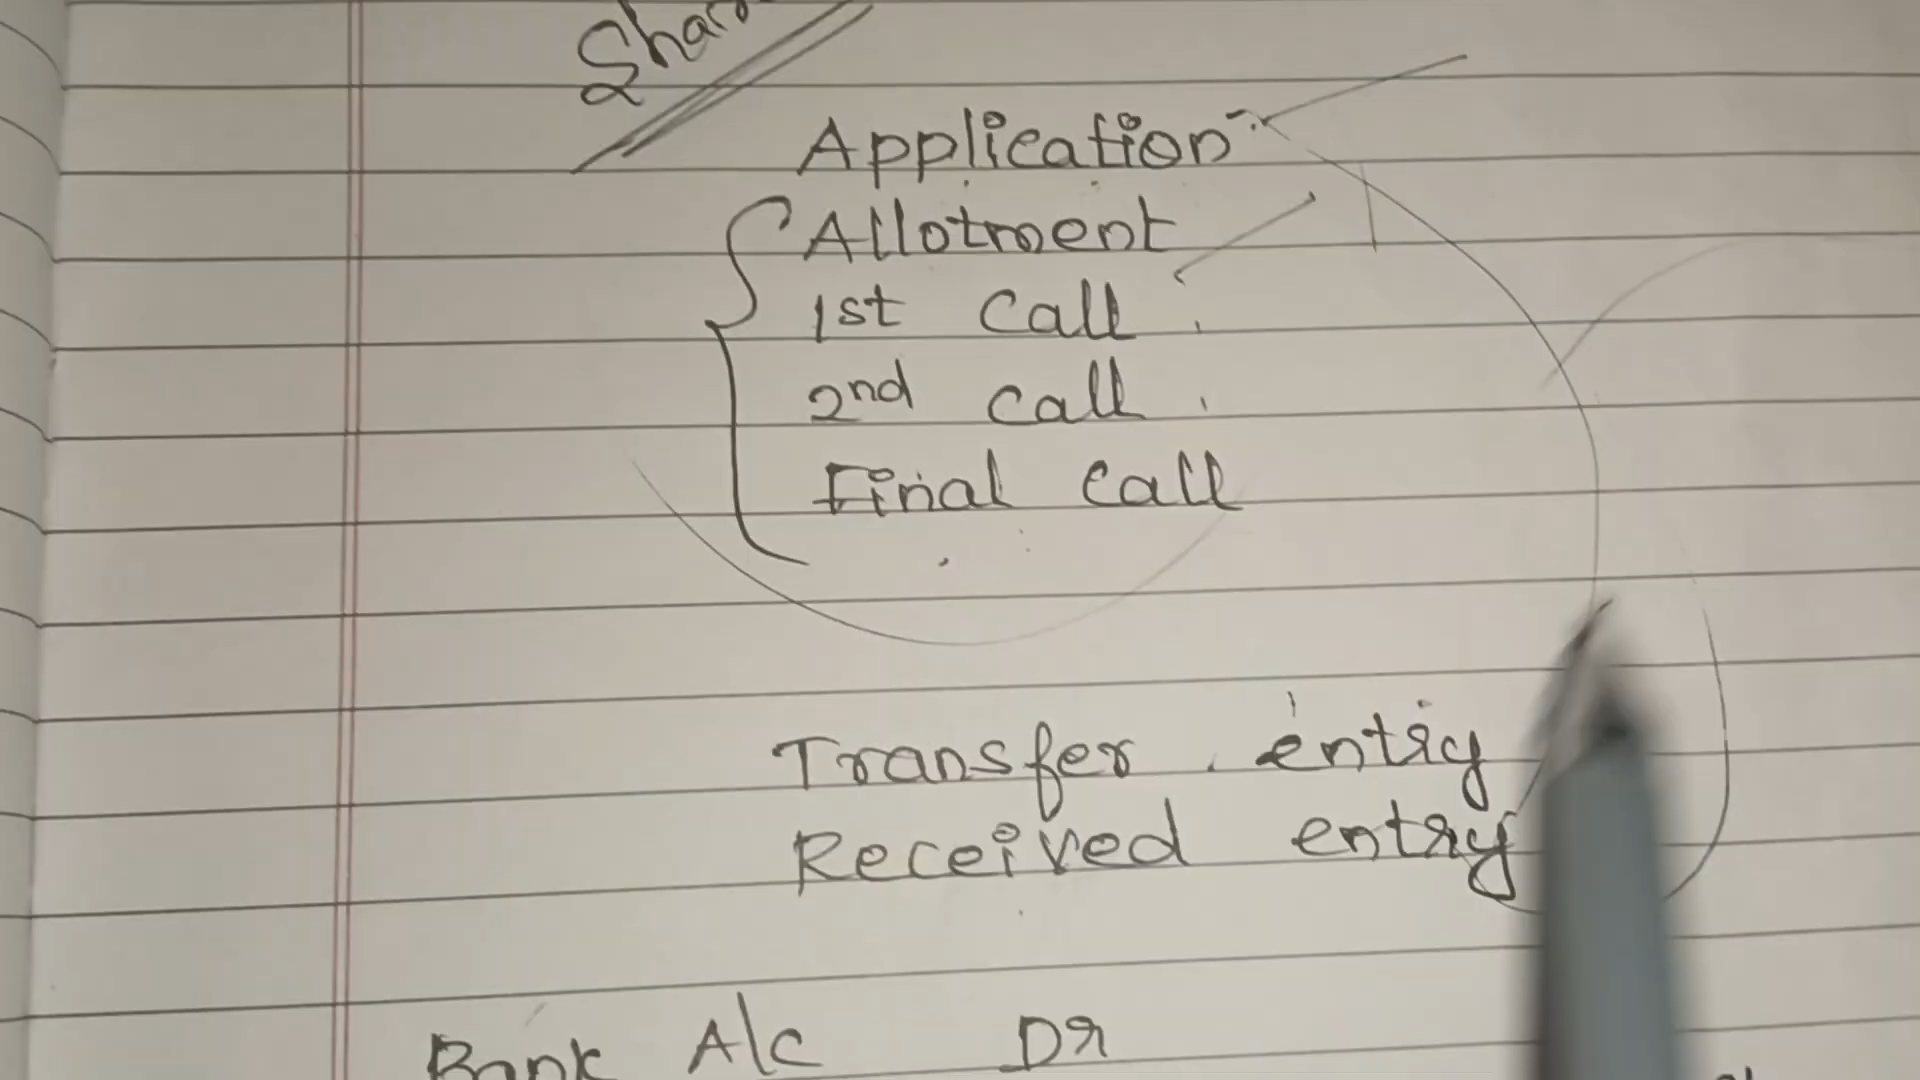 Application
Allotment
1st Call
2nd Call
Final Call
Transfer entry
Received entry
Bank A/c Dr